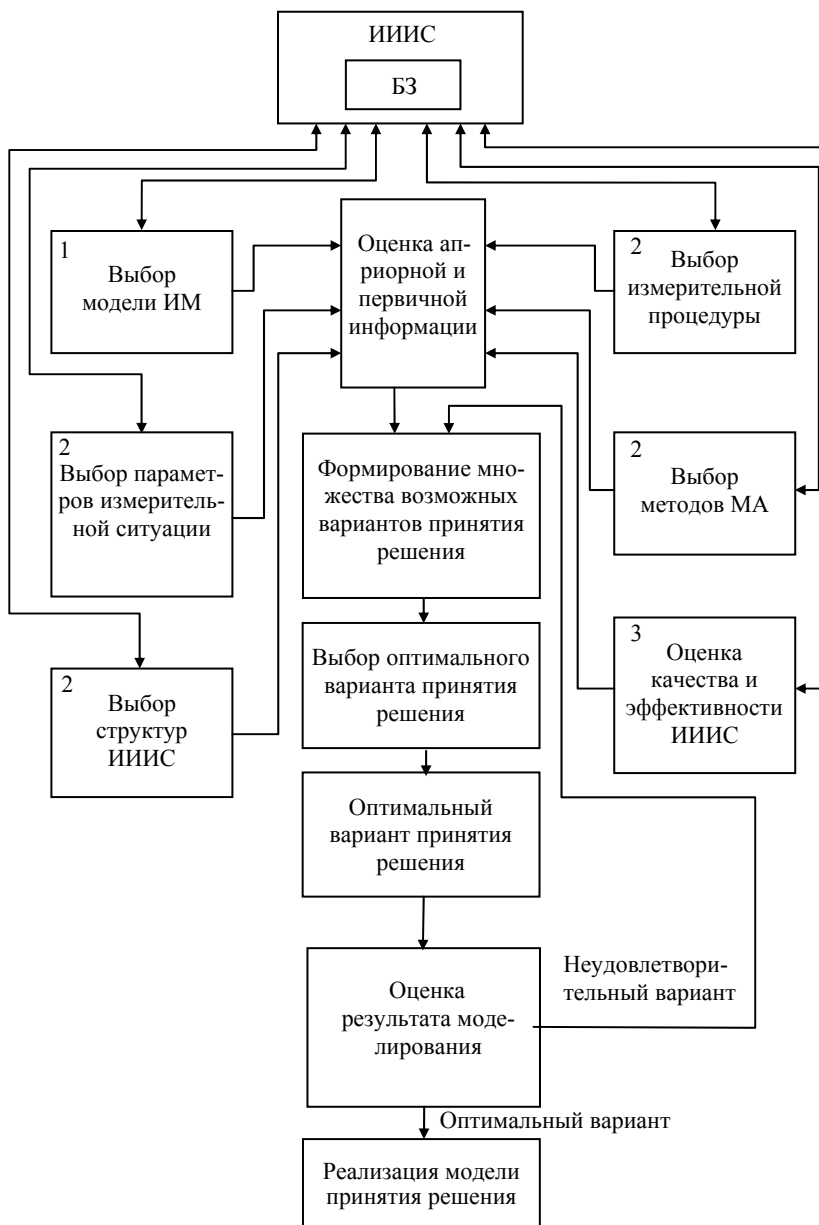 ИИИС
БЗ
1
Выбор
модели ИМ
Оценка ап-
риорной и
первичной
информации
2
Выбор
измерительной
процедуры
2
Выбор парамет-
ров измеритель-
ной ситуации
Формирование мно-
жества возможных
вариантов принятия
решения
2
Выбор
методов МА
2
Выбор
структур
ИИИС
Выбор оптимального
варианта принятия
решения
3
Оценка
качества и
эффективности
ИИИС
Оптимальный
вариант принятия
решения
Оценка
результата моде-
лирования
Неудовлетвори-
тельный вариант
Оптимальный вариант
Реализация модели
принятия решения